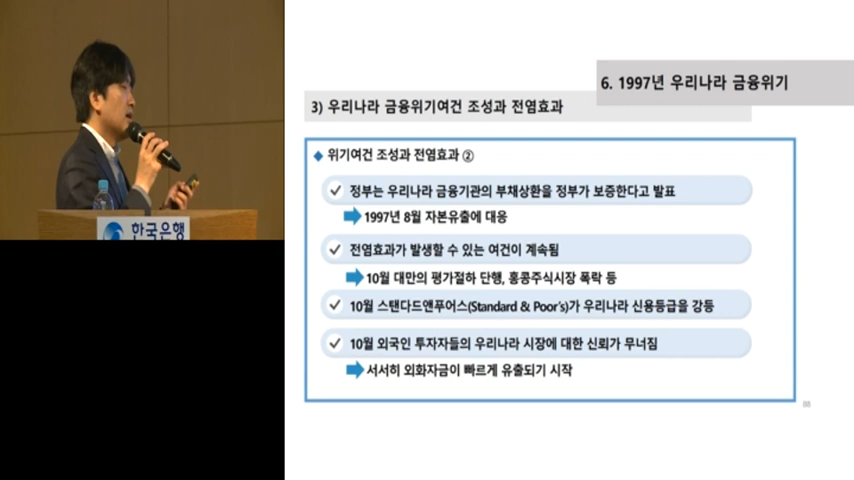 6. 1997년 우리나라 금융위기
3) 우리나라 금융위기여건 조성과 전염효과
◆ 위기여건 조성과 전염효과 ②
✓ 정부는 우리나라 금융기관의 부채상환을 정부가 보증한다고 발표
➡ 1997년 8월 자본유출에 대응
✓ 전염효과가 발생할 수 있는 여건이 계속됨
➡ 10월 대만의 평가절하 단행, 홍콩주식시장 폭락 등
✓ 10월 스탠다드앤푸어스(Standard & Poor's)가 우리나라 신용등급을 강등
✓ 10월 외국인 투자자들의 우리나라 시장에 대한 신뢰가 무너짐
➡ 서서히 외화자금이 빠르게 유출되기 시작
88
한국은행